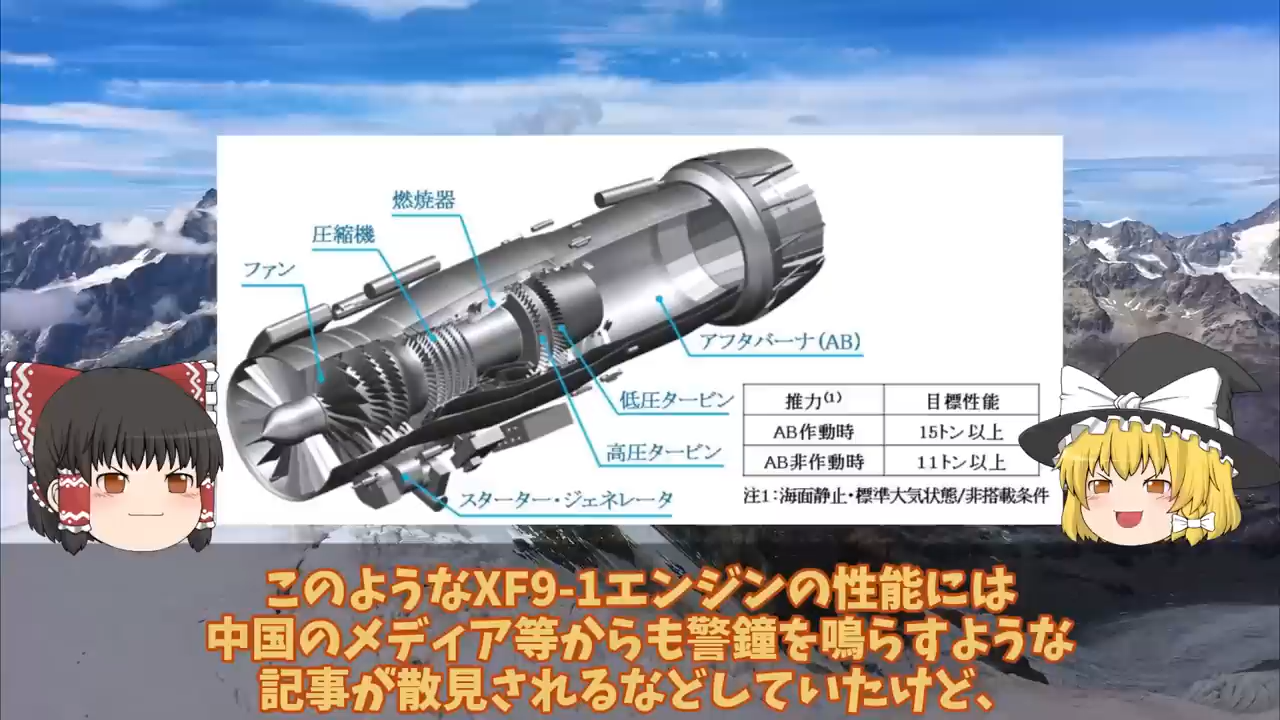 燃焼器
圧縮機
ファン
アフタバーナ(AB)
低圧タービン
高圧タービン
スターター・ジェネレータ
推力(1) 目標性能
AB作動時 15トン以上
AB非作動時 11トン以上
注1:海面静止・標準大気状態/非搭載条件
このようなXF9-1エンジンの性能には
中国のメディア等からも警鐘を鳴らすような
記事が散見されるなどしていたけど、